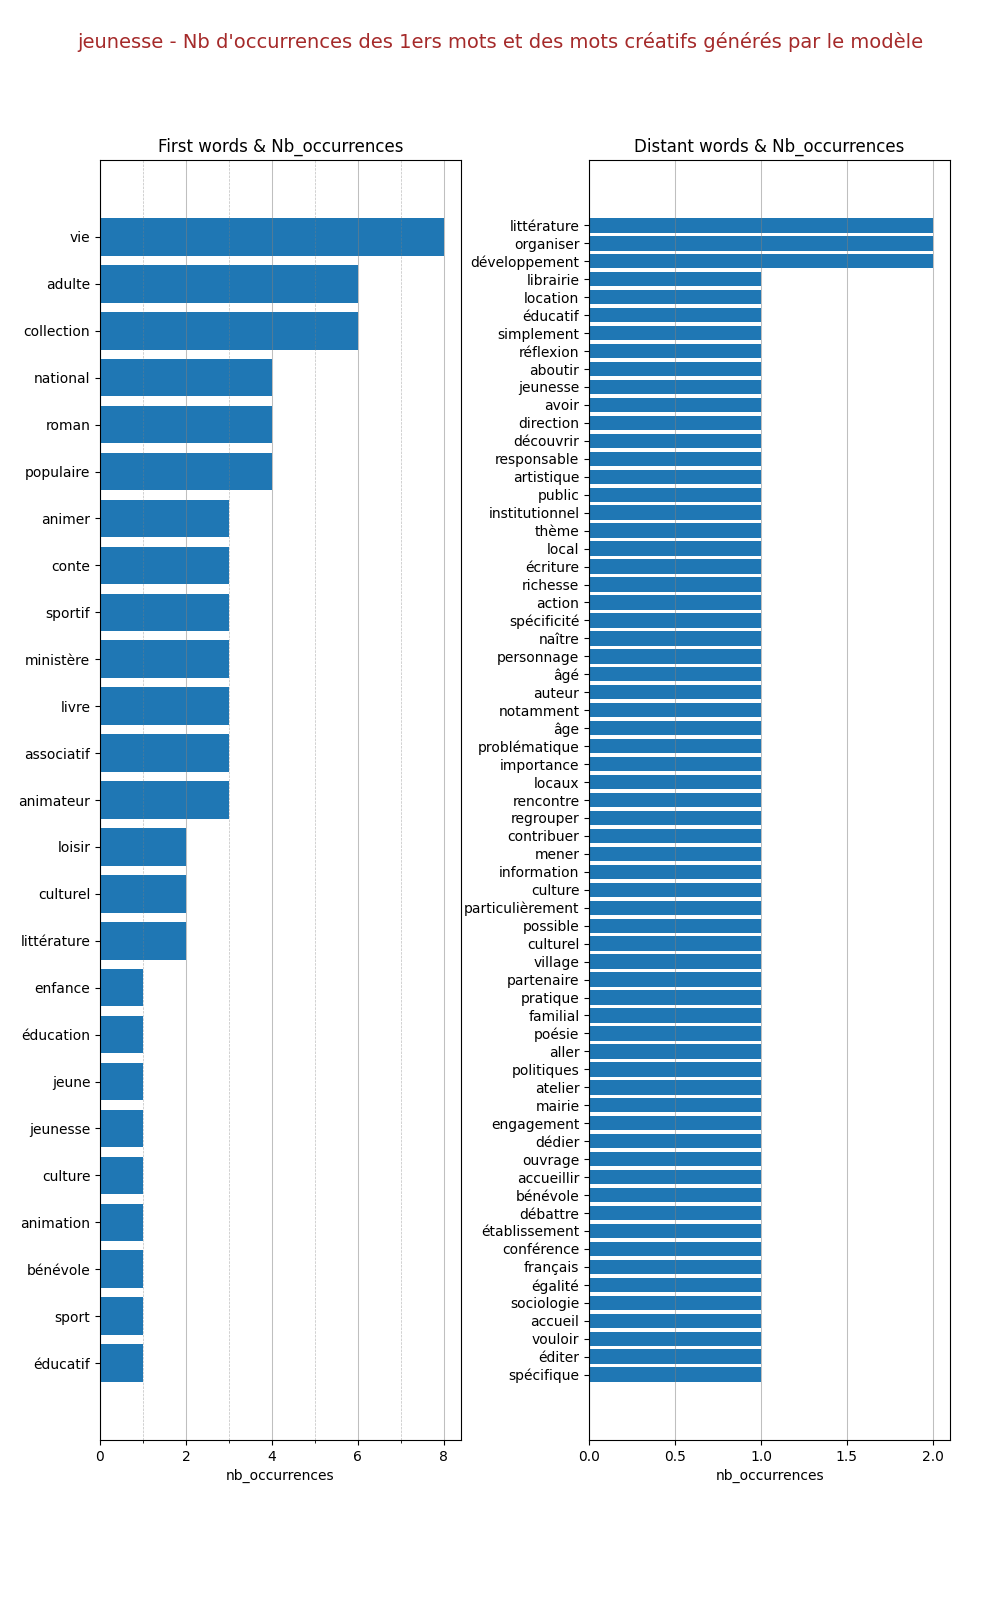 jeunesse - Nb d'occurrences des 1ers mots et des mots créatifs générés par le modèle
First words & Nb_occurrences
vie
adulte
collection
national
roman
populaire
animer
conte
sportif
ministère
livre
associatif
animateur
loisir
culturel
littérature
enfance
éducation
jeune
jeunesse
culture
animation
bénévole
sport
éducatif
0 2 4 6 8
nb_occurrences
Distant words & Nb_occurrences
littérature
organiser
développement
librairie
location
éducatif
simplement
réflexion
aboutir
jeunesse
avoir
direction
découvrir
responsable
artistique
public
institutionnel
thème
local
écriture
richesse
action
spécificité
naître
personnage
âgé
auteur
notamment
âge
problématique
importance
locaux
rencontre
regrouper
contribuer
mener
information
culture
particulièrement
possible
culturel
village
partenaire
pratique
familial
poésie
aller
politiques
atelier
mairie
engagement
dédier
ouvrage
accueillir
bénévole
débattre
établissement
conférence
français
égalité
sociologie
accueil
vouloir
éditer
spécifique
0.0 0.5 1.0 1.5 2.0
nb_occurrences